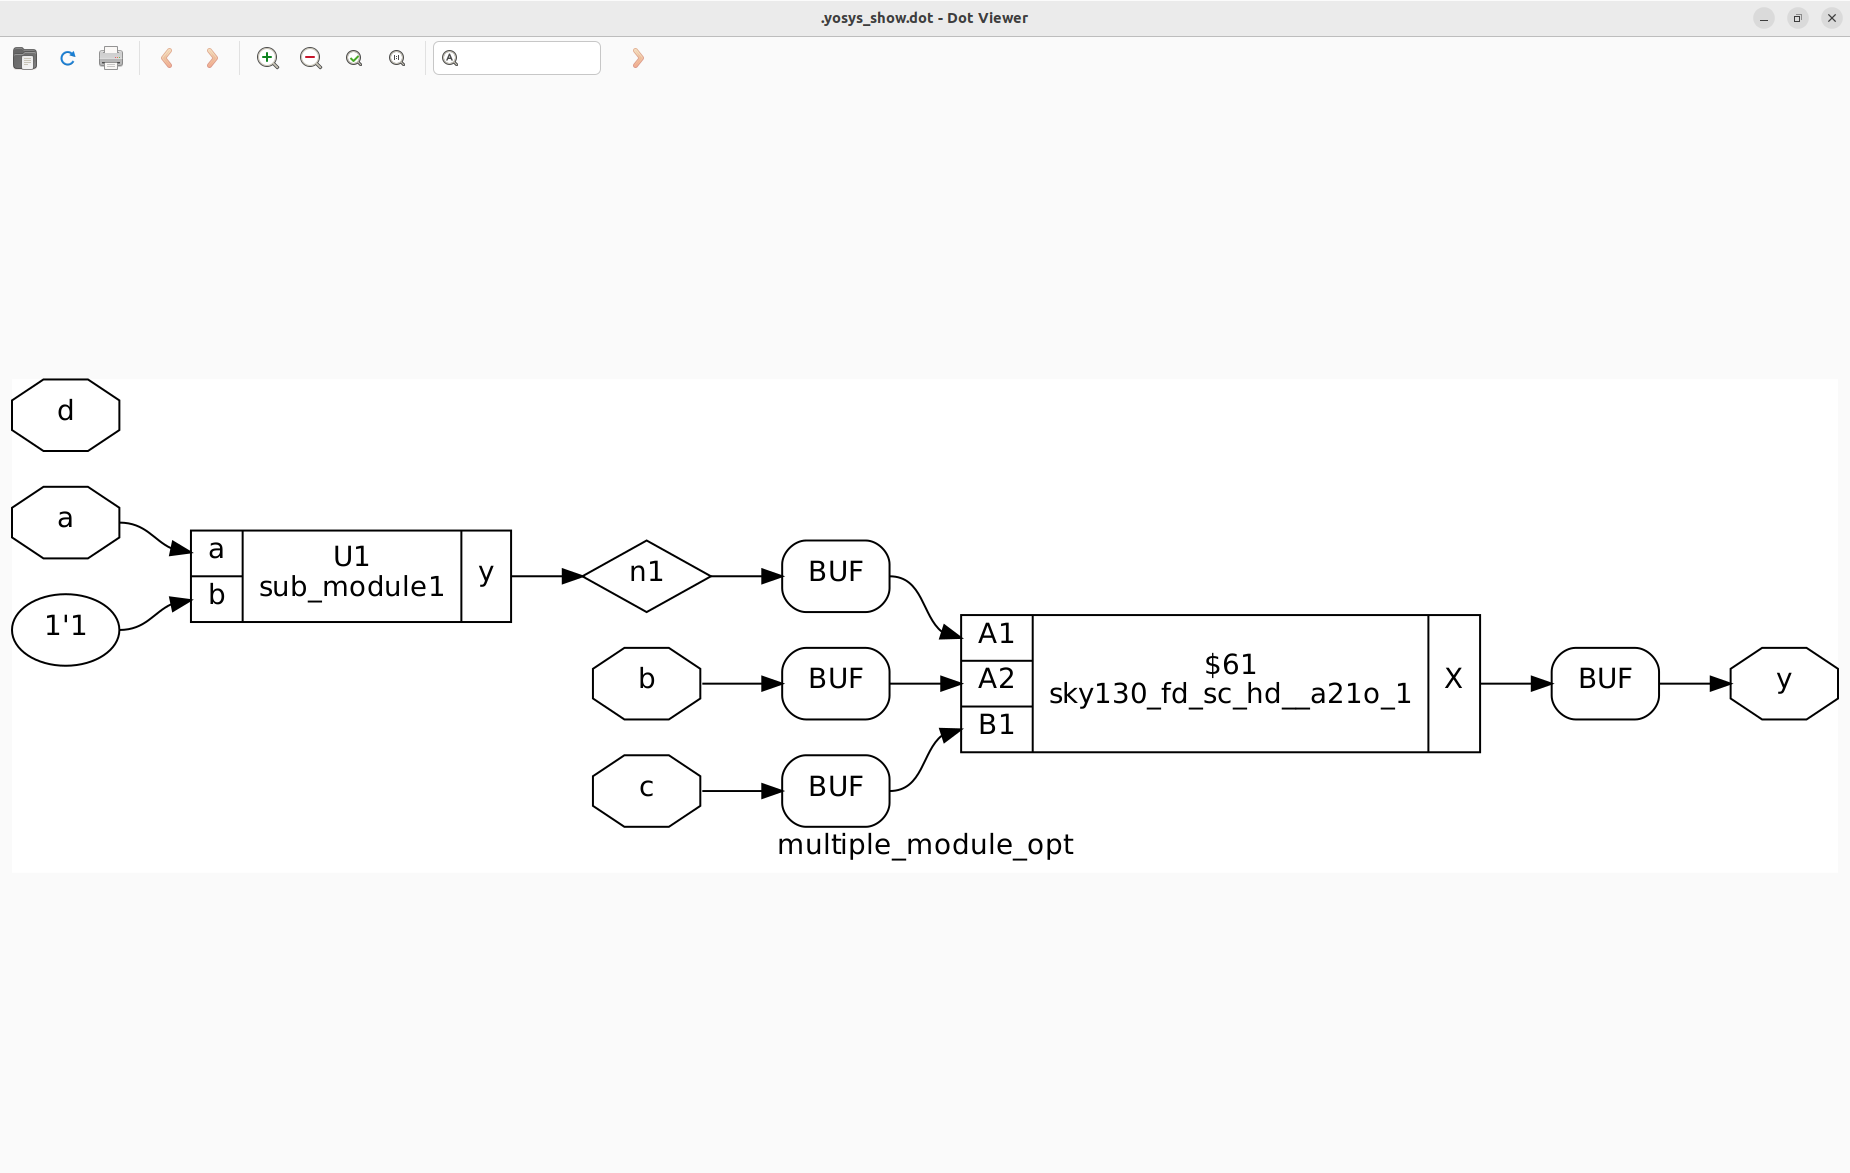 .yosys_show.dot - Dot Viewer
d
a
1'1
a
b
U1
sub_module1
y
n1
BUF
b
BUF
c
BUF
A1
A2
B1
$61
sky130_fd_sc_hd__a21o_1
X
BUF
y
multiple_module_opt